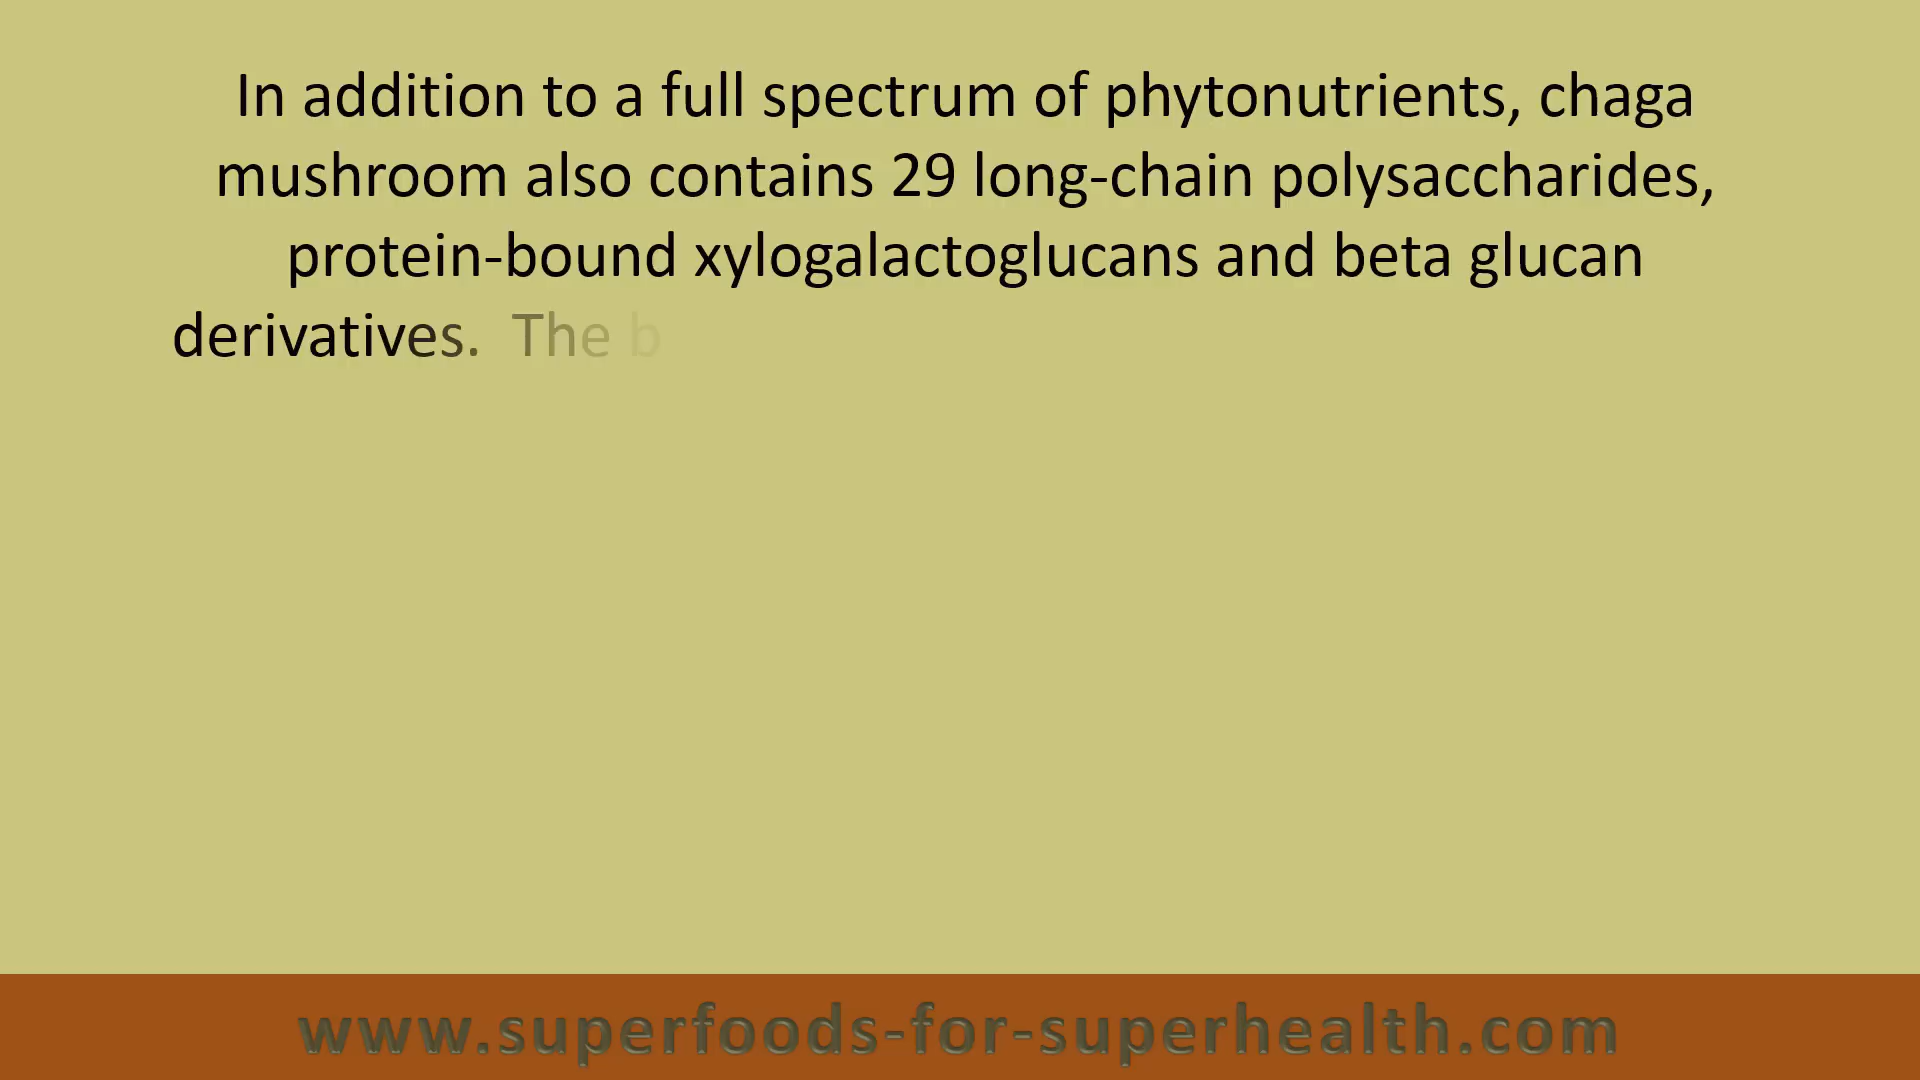 In addition to a full spectrum of phytonutrients, chaga
mushroom also contains 29 long-chain polysaccharides,
protein-bound xylogalactoglucans and beta glucan
derivatives. The b
www.superfoods-for-superhealth.com